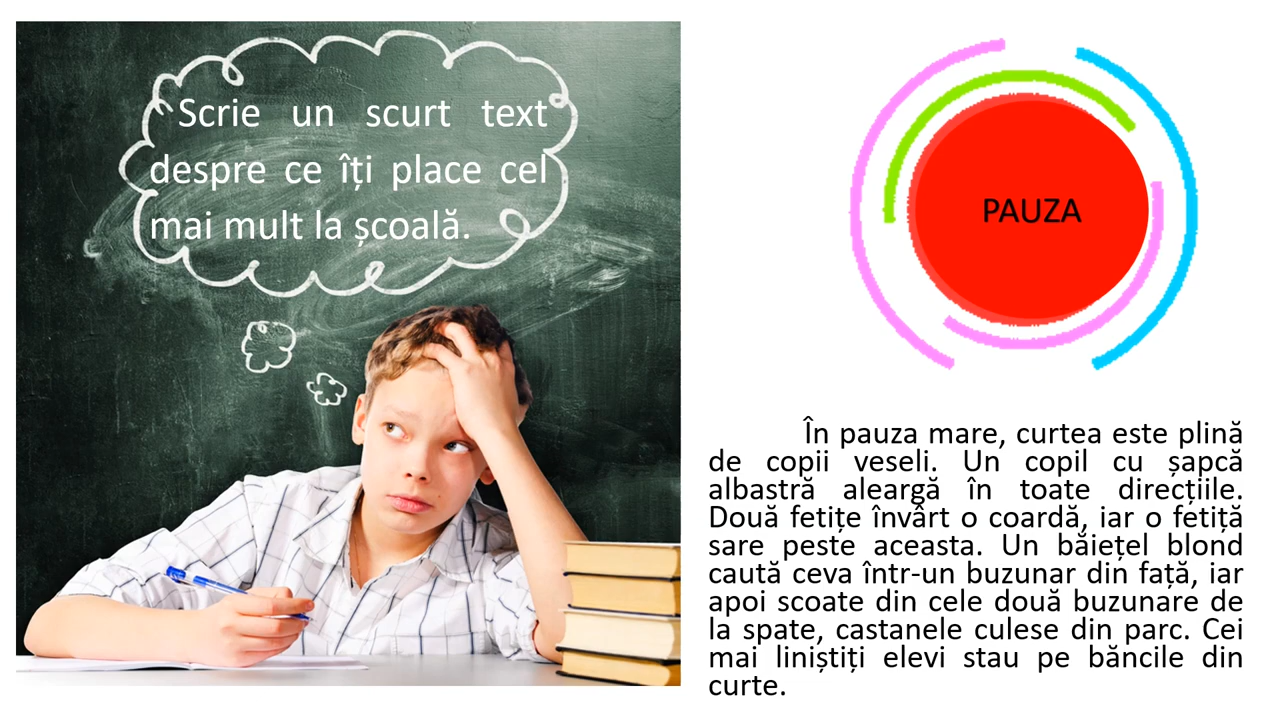 Scrie un scurt text
despre ce îți place cel
mai mult la școală.
PAUZA
În pauza mare, curtea este plină
de copii veseli. Un copil cu șapcă
albastră aleargă în toate direcțiile.
Două fetițe învârt o coardă, iar o fetiță
sare peste aceasta. Un băiețel blond
caută ceva într-un buzunar din față, iar
apoi scoate din cele două buzunare de
la spate, castanele culese din parc. Cei
mai liniștiți elevi stau pe băncile din
curte.